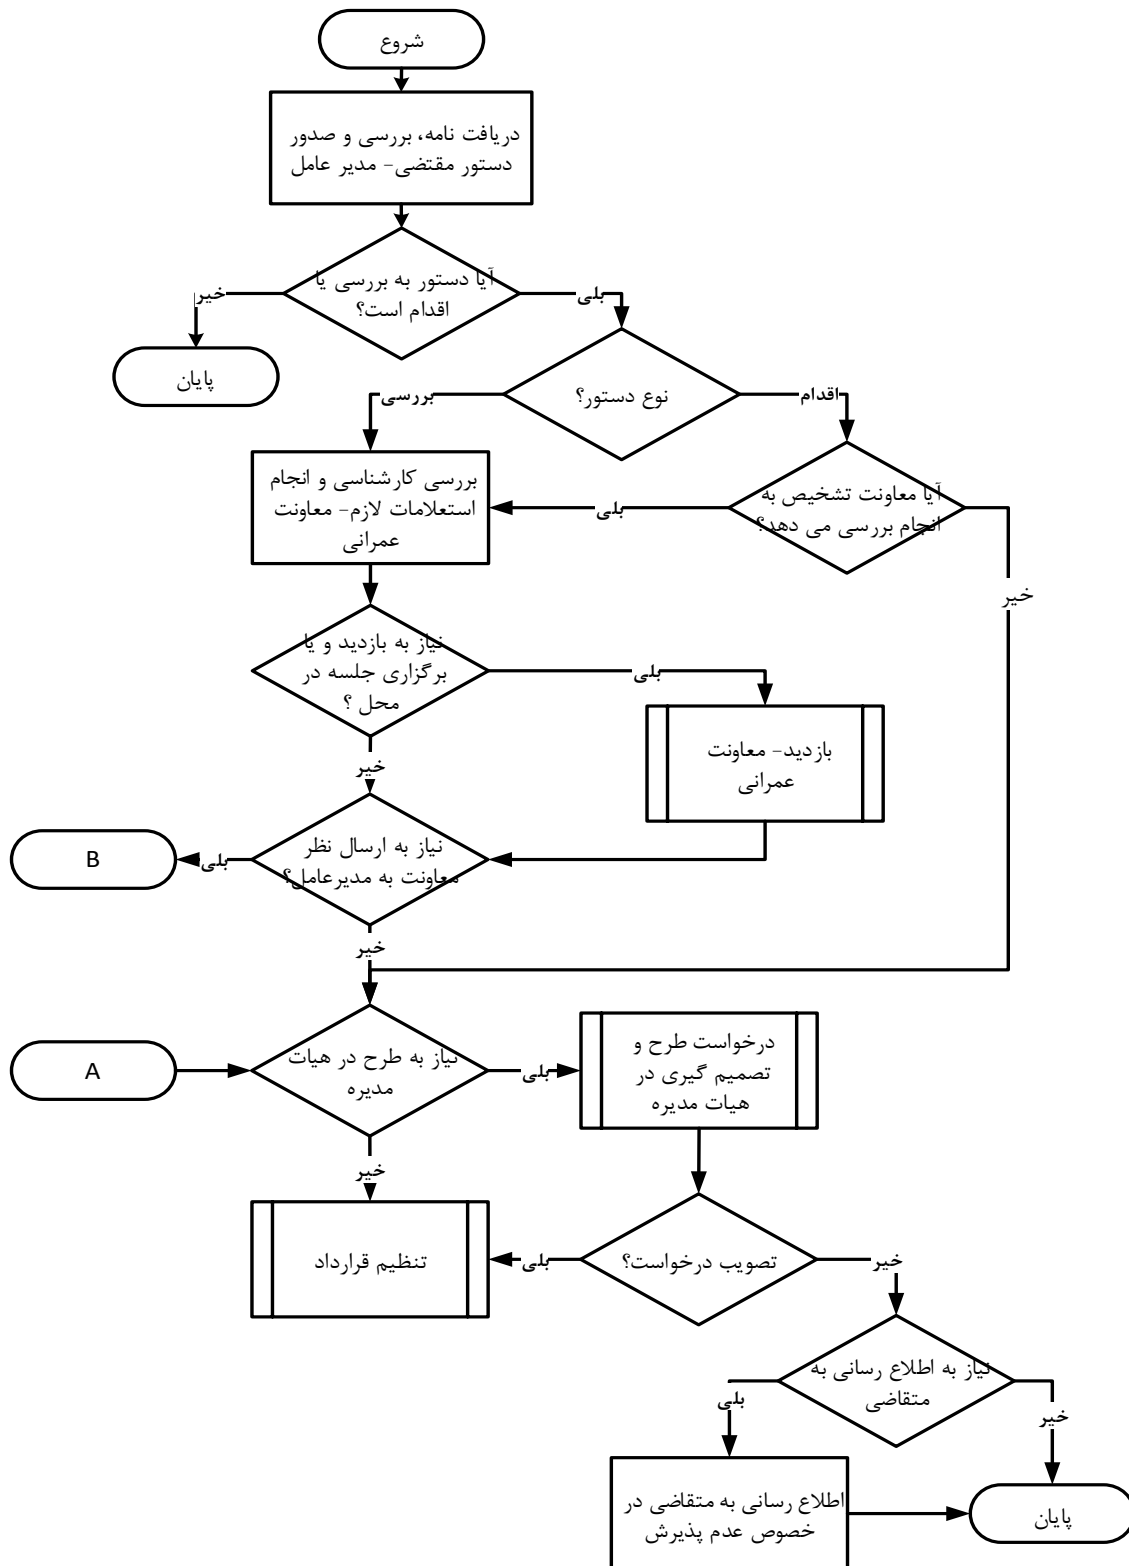 شروع
دریافت نامه، بررسی و صدور
دستور مقتضی- مدیر عامل
آیا دستور به بررسی یا
اقدام است؟
خیر
بلی
پایان
نوع دستور؟
بررسی
اقدام
بررسی کارشناسی و انجام
استعلامات لازم- معاونت
عمرانی
آیا معاونت تشخیص به
انجام بررسی می دهد؟
بلی
خیر
نیاز به بازدید و یا
برگزاری جلسه در
محل ؟
بلی
خیر
بازدید- معاونت
عمرانی
نیاز به ارسال نظر
معاونت به مدیرعامل؟
بلی
B
خیر
A
نیاز به طرح در هیات
مدیره
بلی
درخواست طرح و
تصمیم گیری در
هیات مدیره
خیر
تنظیم قرارداد
بلی
تصویب درخواست؟
خیر
نیاز به اطلاع رسانی به
متقاضی
بلی
خیر
اطلاع رسانی به متقاضی در
خصوص عدم پذیرش
پایان